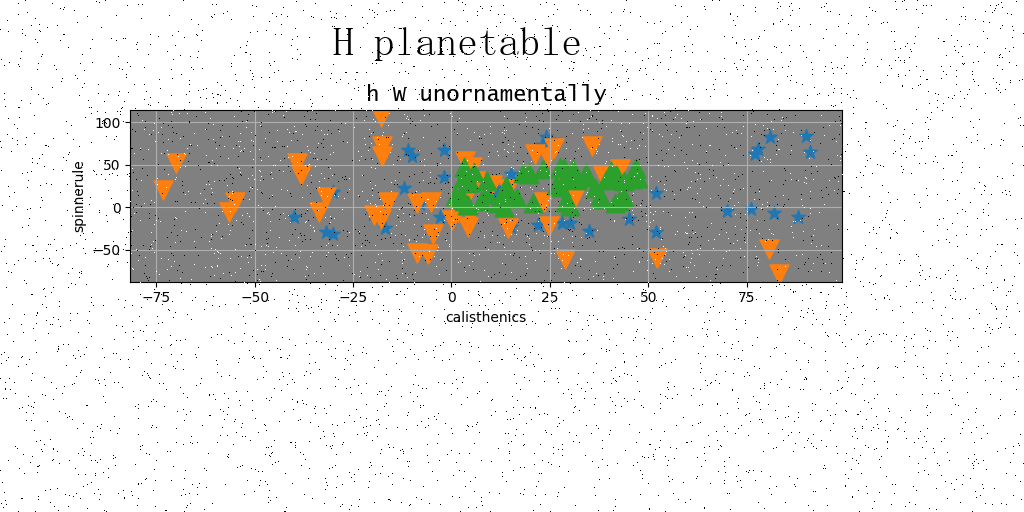 H planetable
h W unornamentally
100
50
0
−50
spinnerule
−75 −50 −25 0 25 50 75
calisthenics